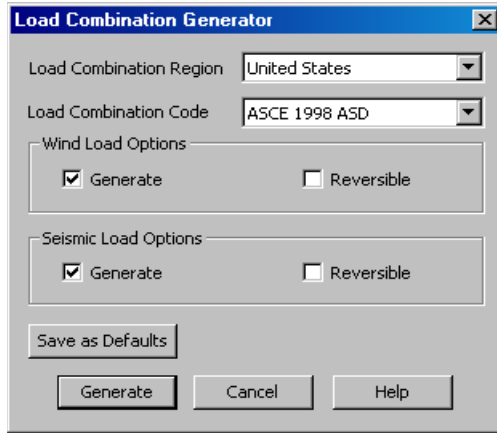 Load Combination Generator
Load Combination Region United States
Load Combination Code ASCE 1998 ASD
Wind Load Options
Generate Reversible
Seismic Load Options
Generate Reversible
Save as Defaults
Generate Cancel Help